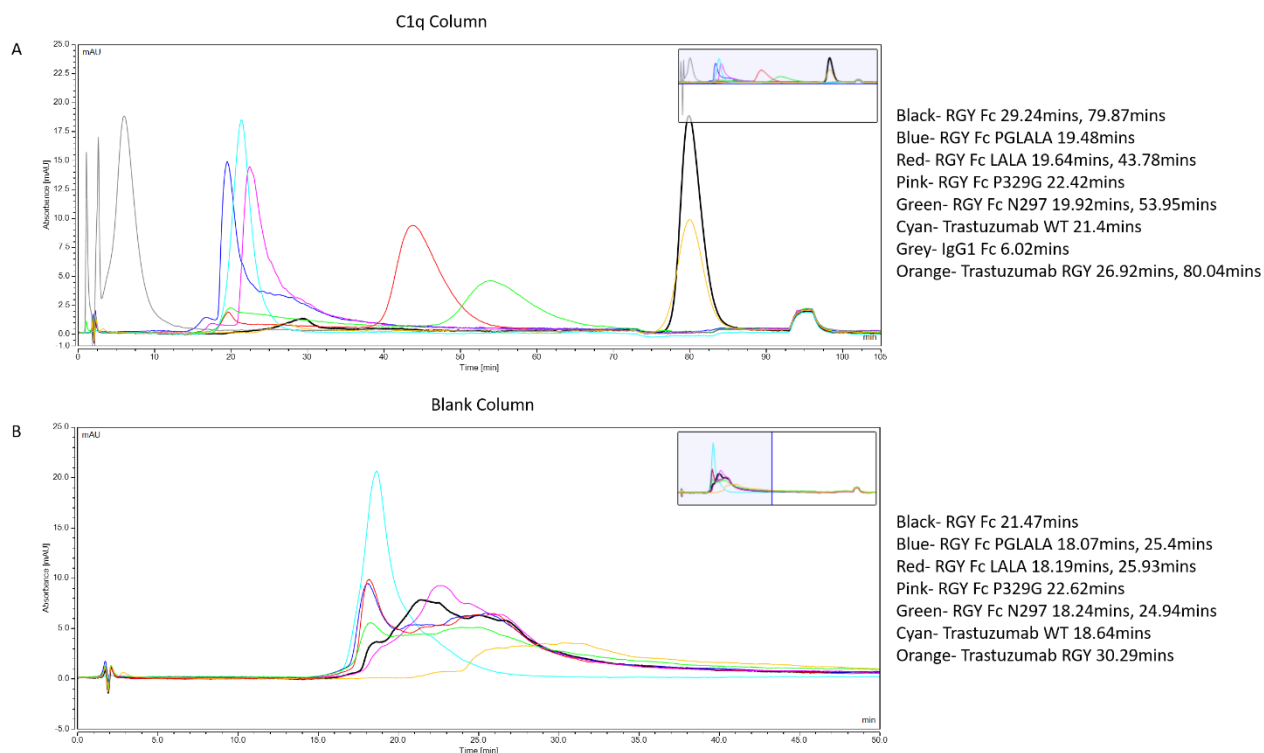 C1q Column
A
mAU
25.0
22.5
20.0
17.5
15.0
12.5
10.0
7.5
5.0
2.5
0.0
-1.0
Absorbance [mAU]
0 10 20 30 40 50 60 70 80 90 100 105
min
Time [min]
Black- RGY Fc 29.24mins, 79.87mins
Blue- RGY Fc PGLALA 19.48mins
Red- RGY Fc LALA 19.64mins, 43.78mins
Pink- RGY Fc P329G 22.42mins
Green- RGY Fc N297 19.92mins, 53.95mins
Cyan- Trastuzumab WT 21.4mins
Grey- IgG1 Fc 6.02mins
Orange- Trastuzumab RGY 26.92mins, 80.04mins
Blank Column
B
mAU
25.0
20.0
15.0
10.0
5.0
0.0
-5.0
Absorbance [mAU]
0.0 5.0 10.0 15.0 20.0 25.0 30.0 35.0 40.0 45.0 50.0
min
Time [min]
Black- RGY Fc 21.47mins
Blue- RGY Fc PGLALA 18.07mins, 25.4mins
Red- RGY Fc LALA 18.19mins, 25.93mins
Pink- RGY Fc P329G 22.62mins
Green- RGY Fc N297 18.24mins, 24.94mins
Cyan- Trastuzumab WT 18.64mins
Orange- Trastuzumab RGY 30.29mins